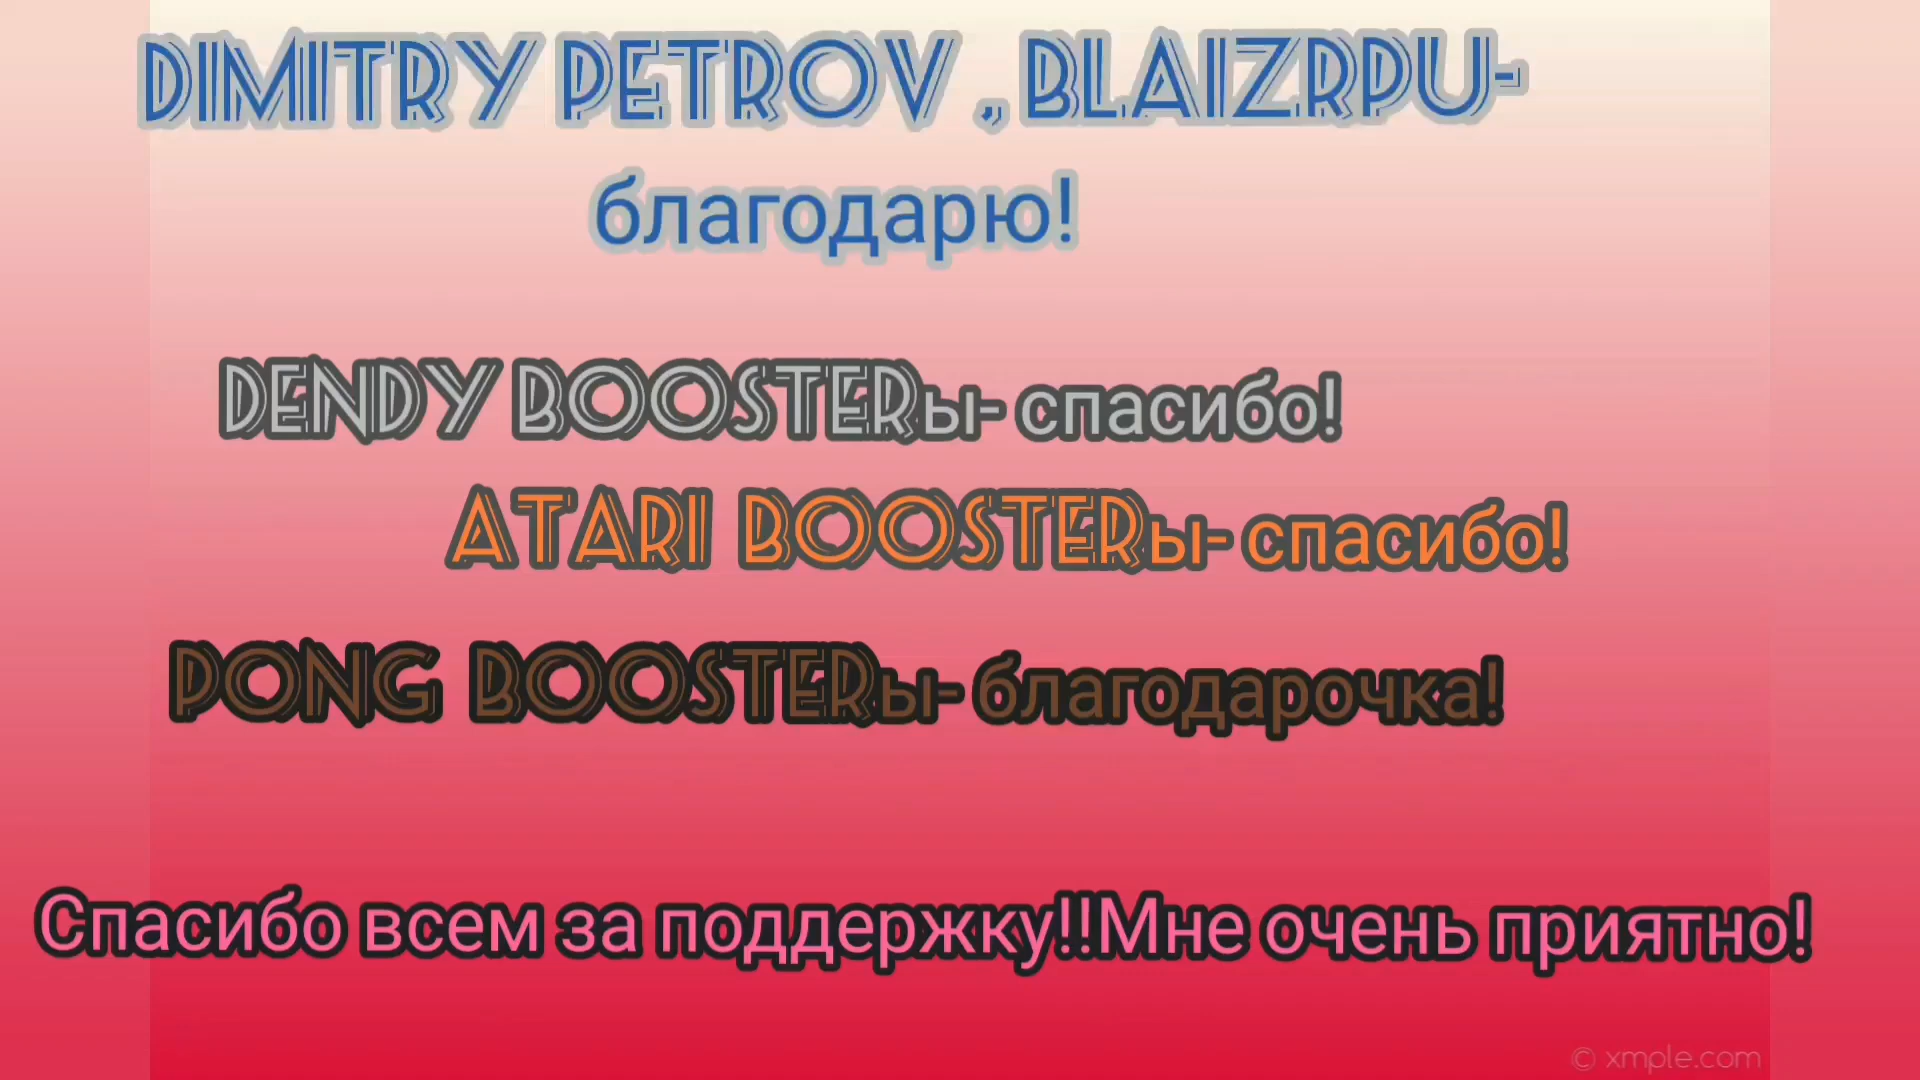 DIMITRY PETROV , BLAIZRPU-
благодарю!
DENDY BOOSTERы- спасибо!
ATARI BOOSTERы- спасибо!
PONG BOOSTERы- благодарочка!
Спасибо всем за поддержку!!Мне очень приятно!
© xmple.com